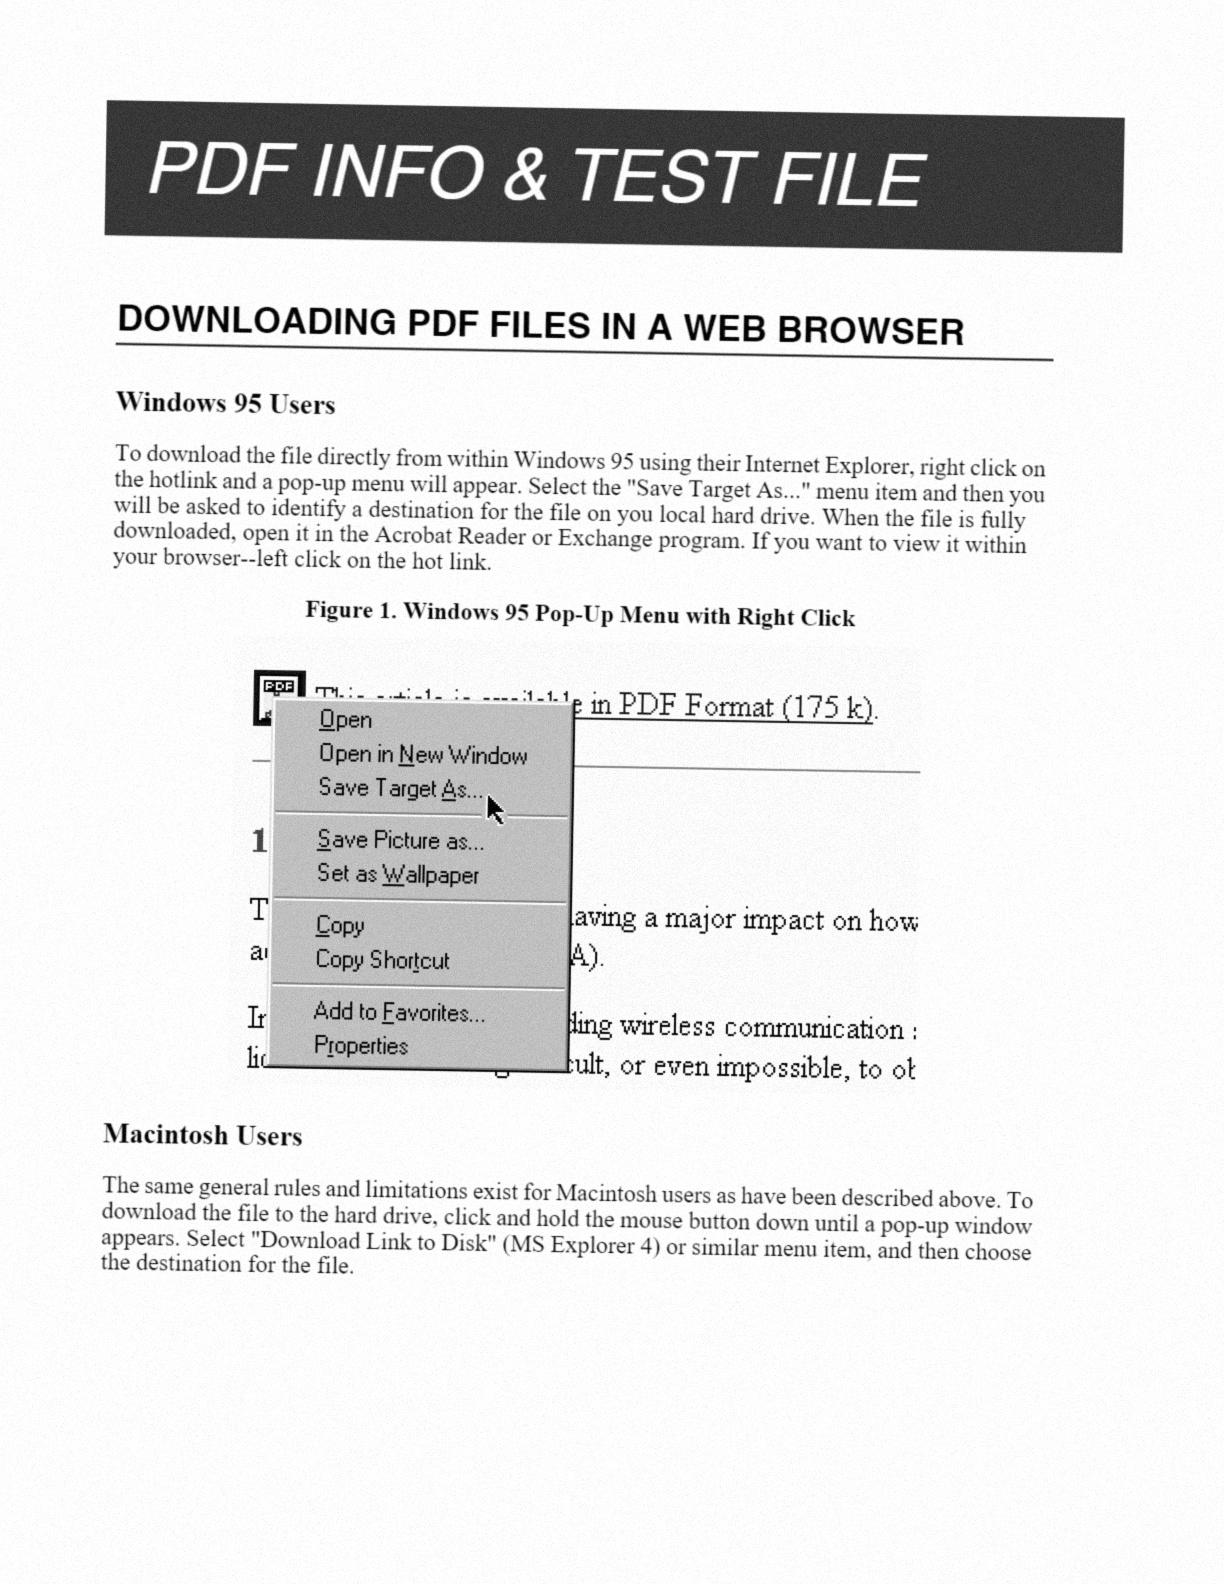 PDF INFO & TEST FILE
DOWNLOADING PDF FILES IN A WEB BROWSER
Windows 95 Users
To download the file directly from within Windows 95 using their Internet Explorer, right click on
the hotlink and a pop-up menu will appear. Select the "Save Target As..." menu item and then you
will be asked to identify a destination for the file on you local hard drive. When the file is fully
downloaded, open it in the Acrobat Reader or Exchange program. If you want to view it within
your browser--left click on the hot link.
Figure 1. Windows 95 Pop-Up Menu with Right Click
PDF
This article is available in PDF Format (175 k).
Open
Open in New Window
Save Target As...
Save Picture as...
1
Set as Wallpaper
T
aving a major impact on how
Copy
A).
Copy Shortcut
Add to Favorites...
In
ding wireless communication
Properties
cult, or even impossible, to
Macintosh Users
The same general rules and limitations exist for Macintosh users as have been described above. To
download the file to the hard drive, click and hold the mouse button down until a pop-up window
appears. Select "Download Link to Disk" (MS Explorer 4) or similar menu item, and then choose
the destination for the file.